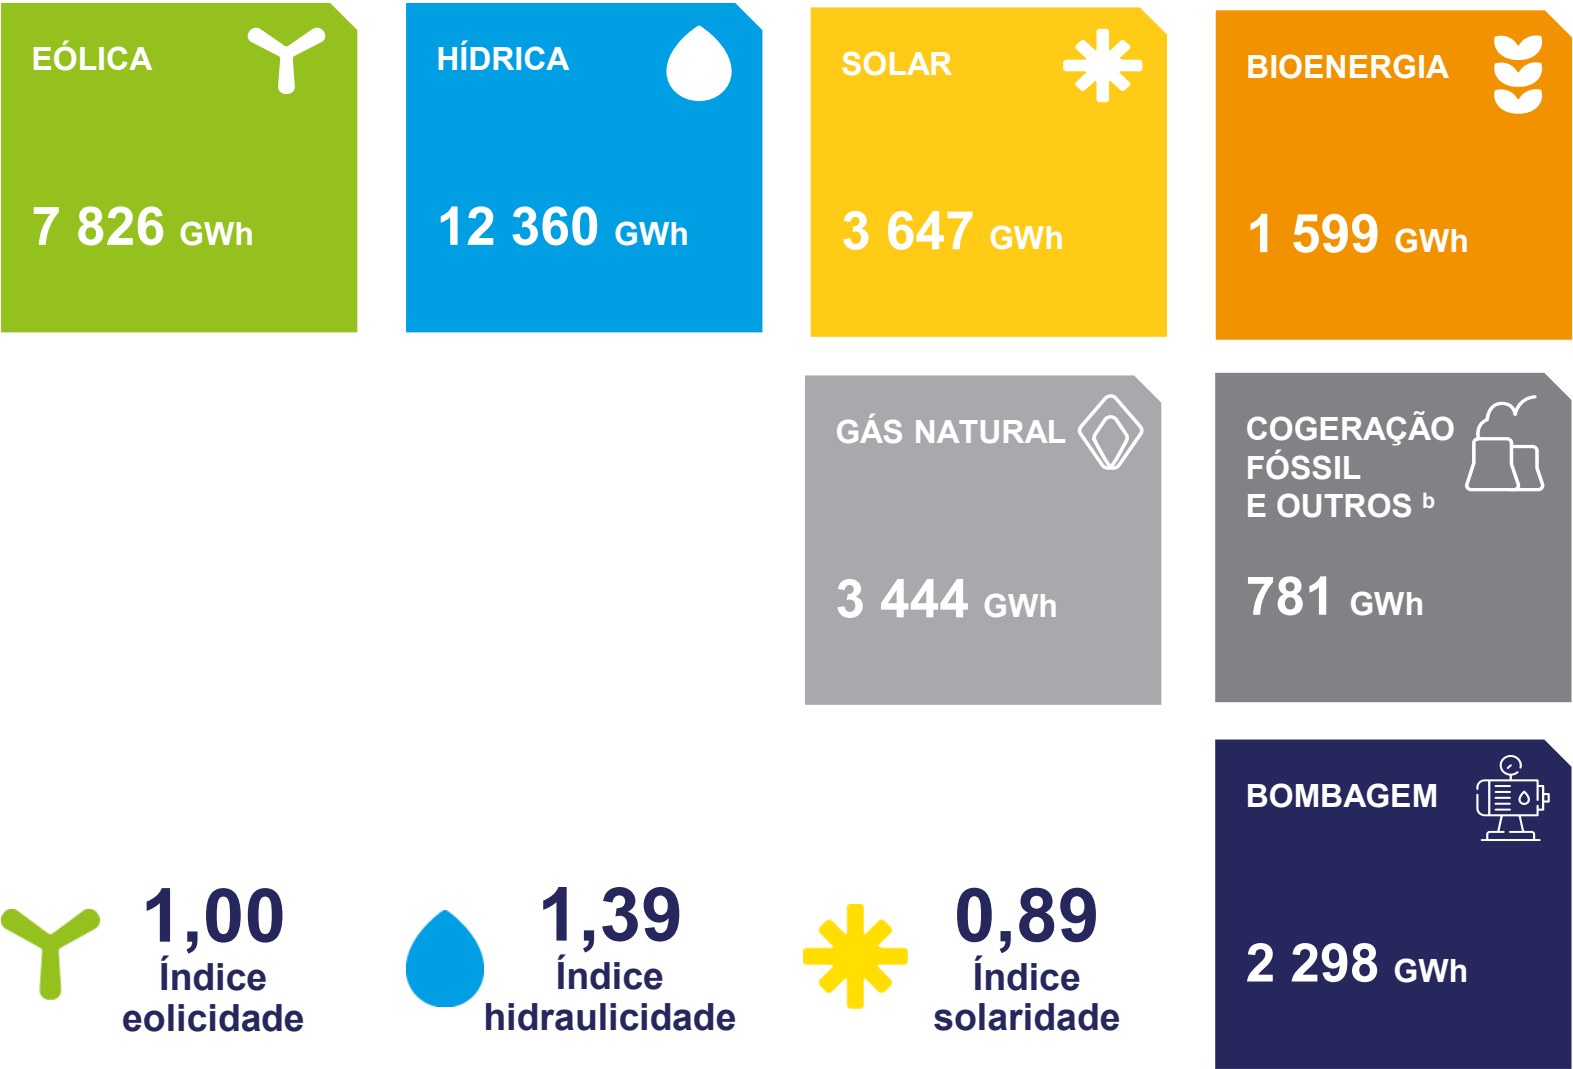 EÓLICA
7 826 GWh
HÍDRICA
12 360 GWh
SOLAR
3 647 GWh
BIOENERGIA
1 599 GWh
GÁS NATURAL
3 444 GWh
COGERAÇÃO
FÓSSIL
E OUTROS b
781 GWh
BOMBAGEM
2 298 GWh
1,00
Índice
eolicidade
1,39
Índice
hidraulicidade
0,89
Índice
solaridade